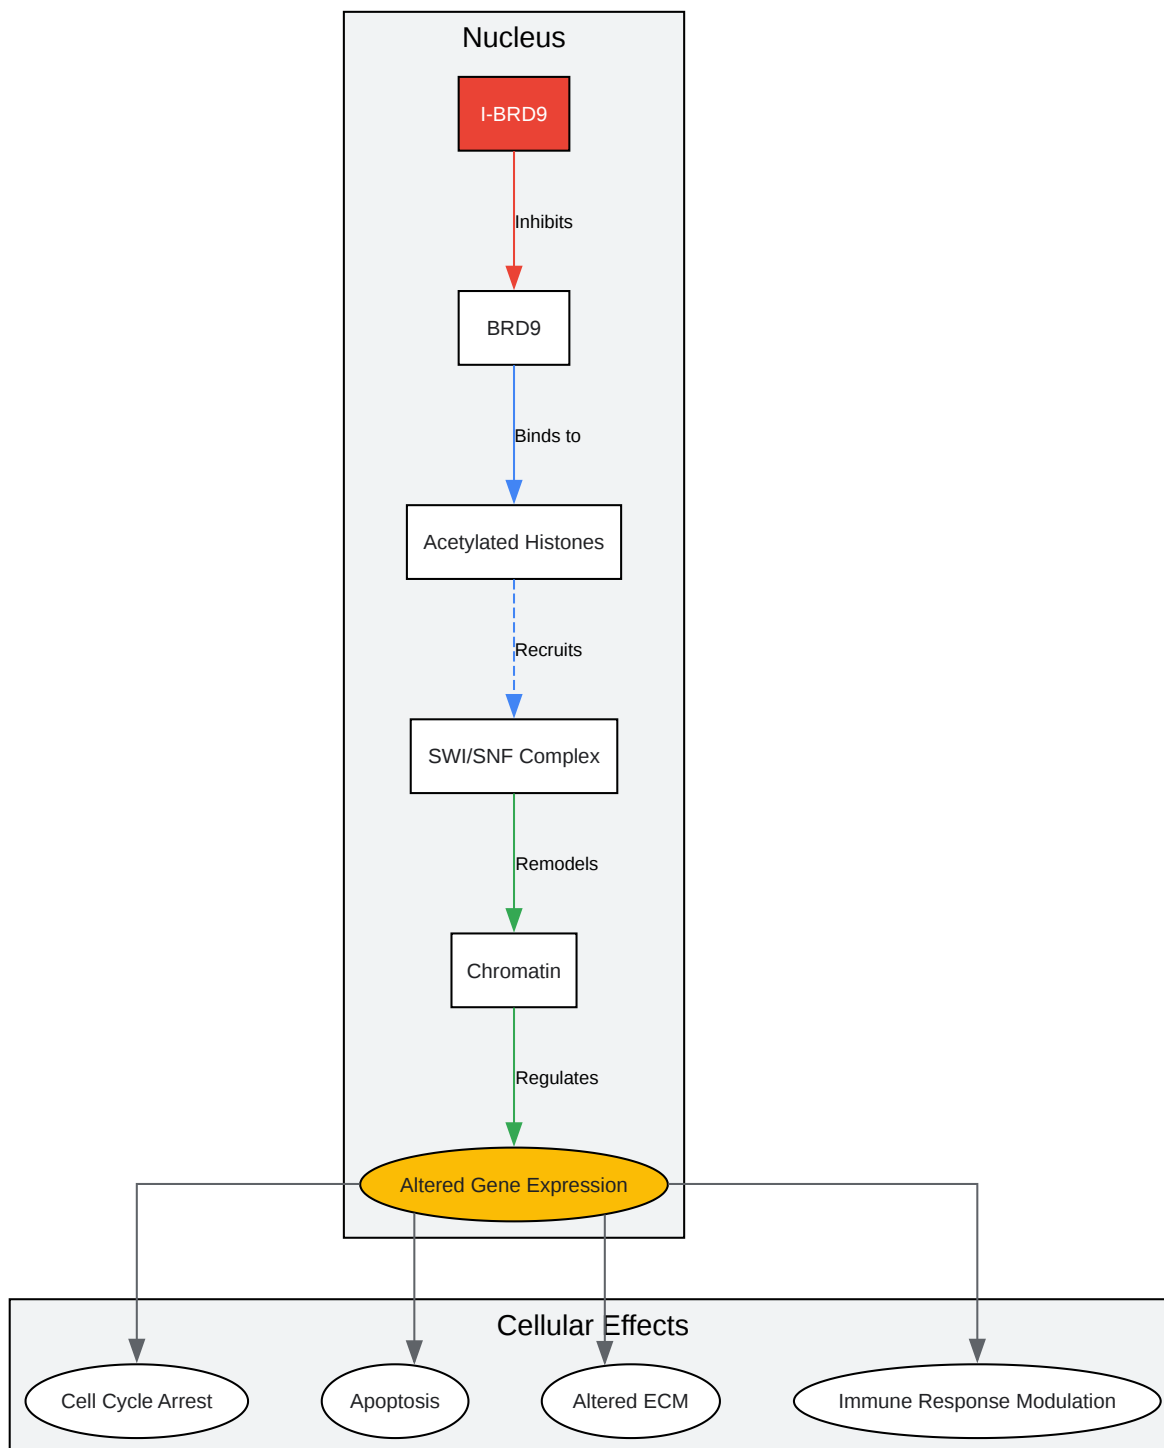 Nucleus
I-BRD9
Inhibits
BRD9
Binds to
Acetylated Histones
Recruits
SWI/SNF Complex
Remodels
Chromatin
Regulates
Altered Gene Expression
Cellular Effects
Cell Cycle Arrest
Apoptosis
Altered ECM
Immune Response Modulation